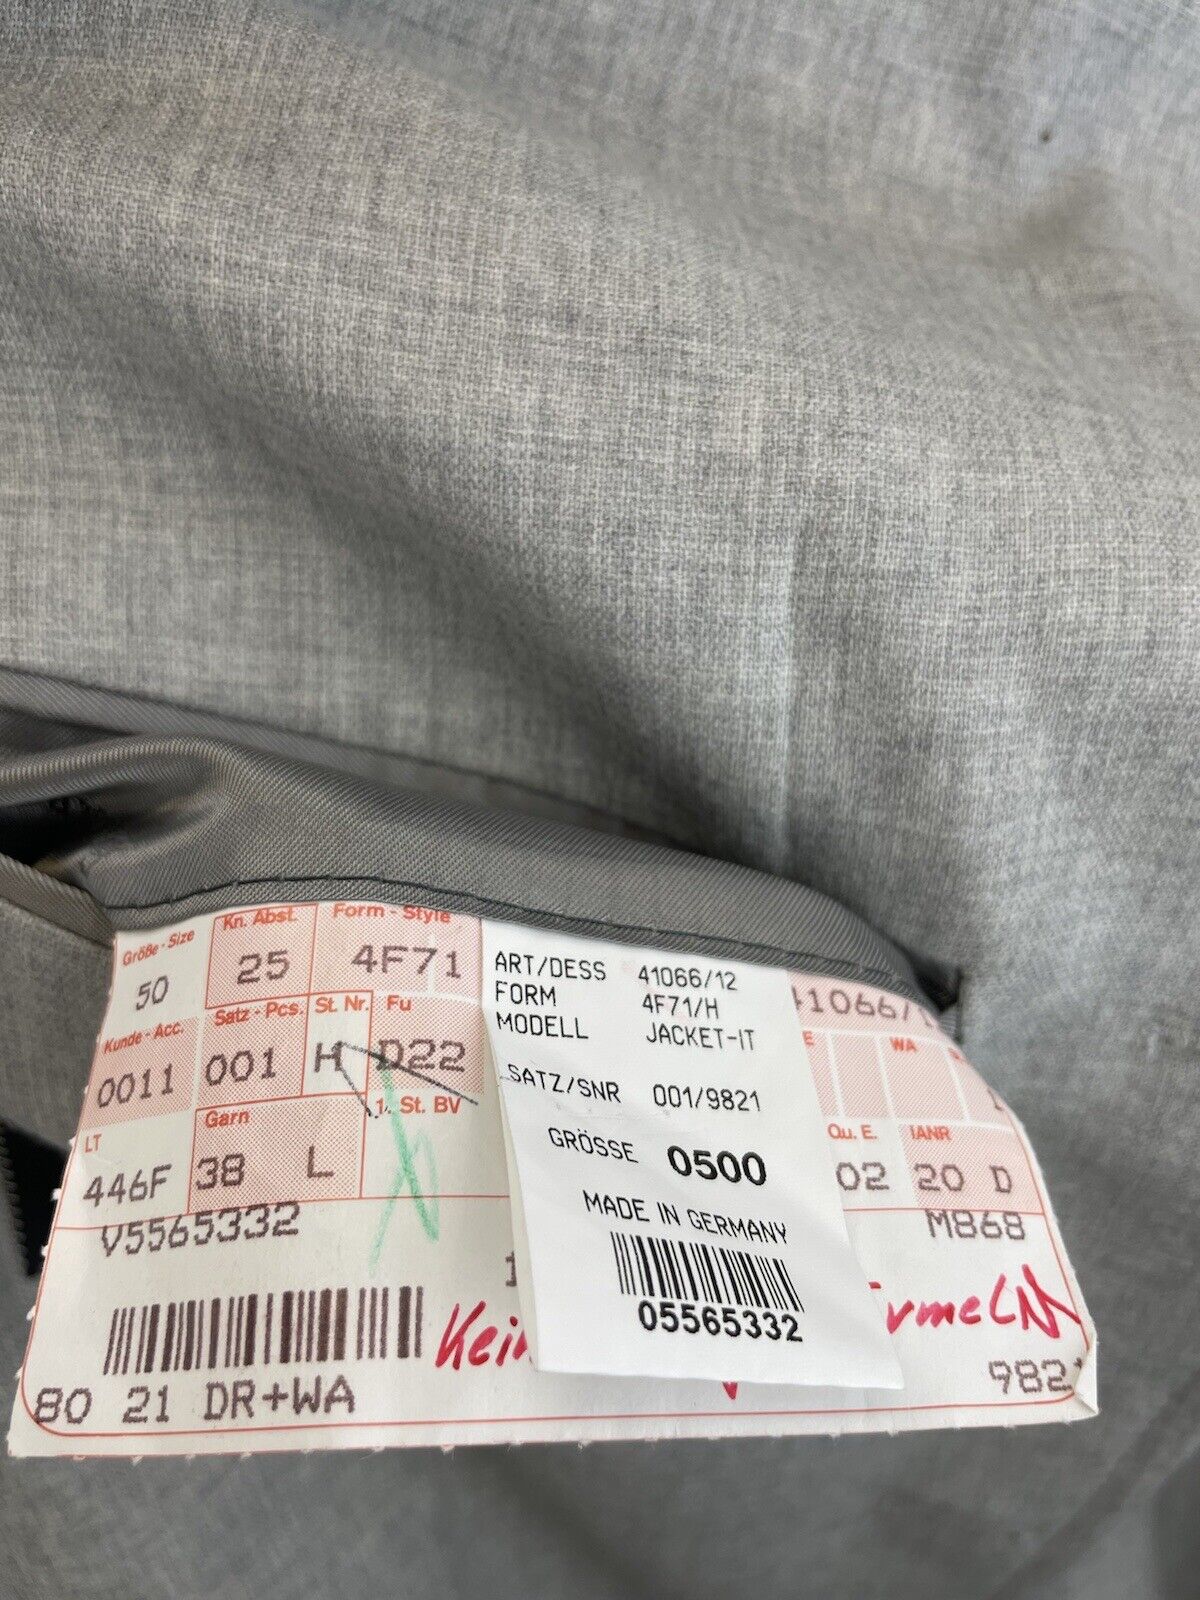 Größe - Size
50
Kn. Abst.
25
Form - Style
4F71
Kunde - Acc.
0011
Satz - Pcs.
001
St. Nr.
H
Fu
D22
LT
446F
Garn
38 L
1. St. BV
V5565332
80 21 DR+WA
ART/DESS 41066/12
FORM 4F71/H
MODELL JACKET-IT
SATZ/SNR 001/9821
GRÖSSE 0500
MADE IN GERMANY
05565332
41066/1
WA
Qu. E.
02
IANR
20 D
M868
982